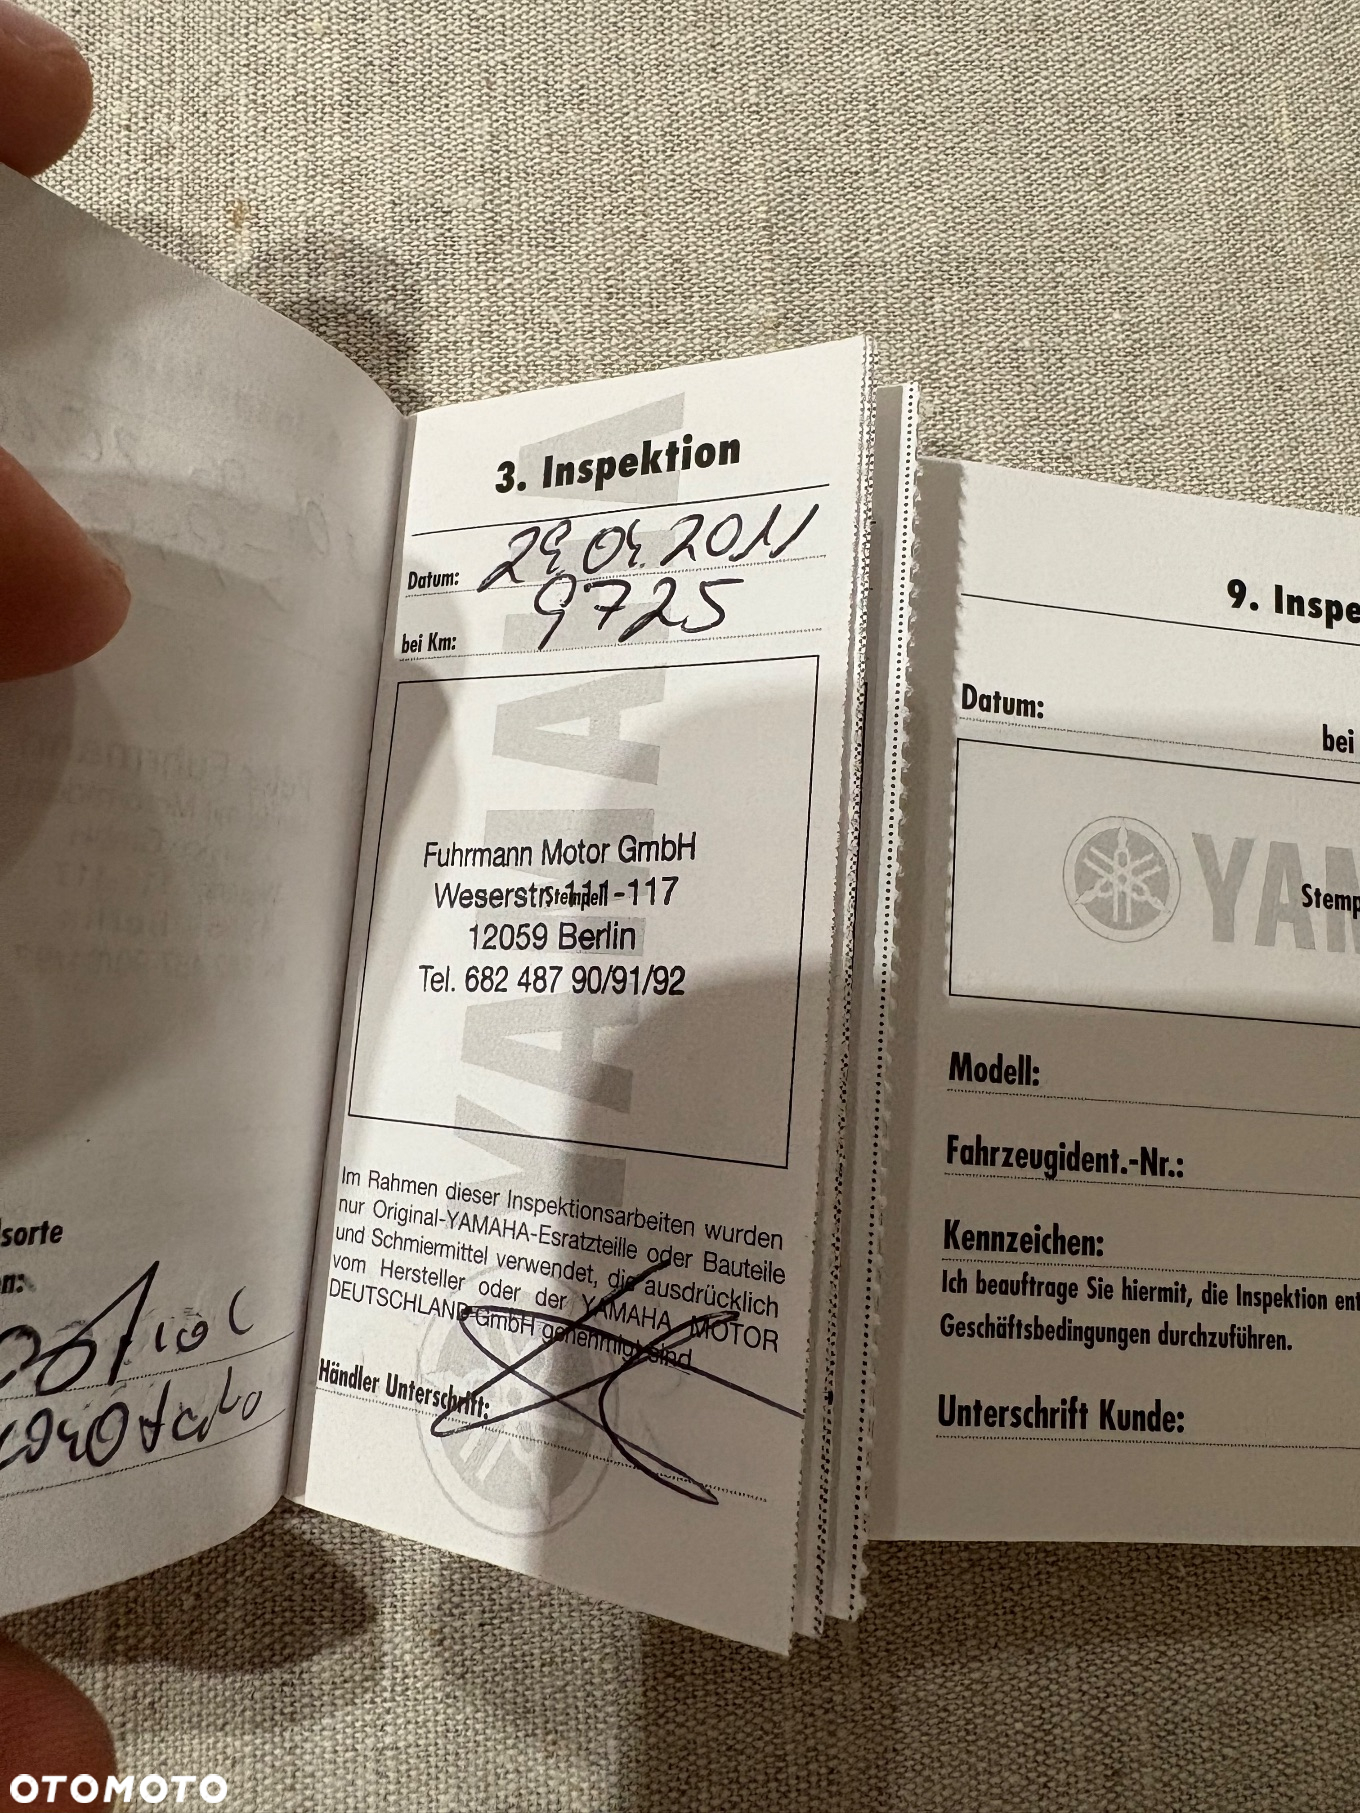 3. Inspektion
Datum: 29.04.2011
bei Km: 9725
Fuhrmann Motor GmbH
Weserstr. -117
12059 Berlin
Tel. 682 487 90/91/92
Im Rahmen dieser Inspektionsarbeiten wurden
nur Original-YAMAHA-Esratzteille oder Bauteile
und Schmiermittel verwendet, die ausdrücklich
vom Hersteller oder der YAMAHA MOTOR
DEUTSCHLAND GmbH genehmigt sind
Händler Unterschrift:
YAMAHA
sorte
n:
9. Inspe
Datum:
bei
YAM
Stemp
Modell:
Fahrzeugident.-Nr.:
Kennzeichen:
Ich beauftrage Sie hiermit, die Inspektion ent
Geschäftsbedingungen durchzuführen.
Unterschrift Kunde:
OTOMOTO